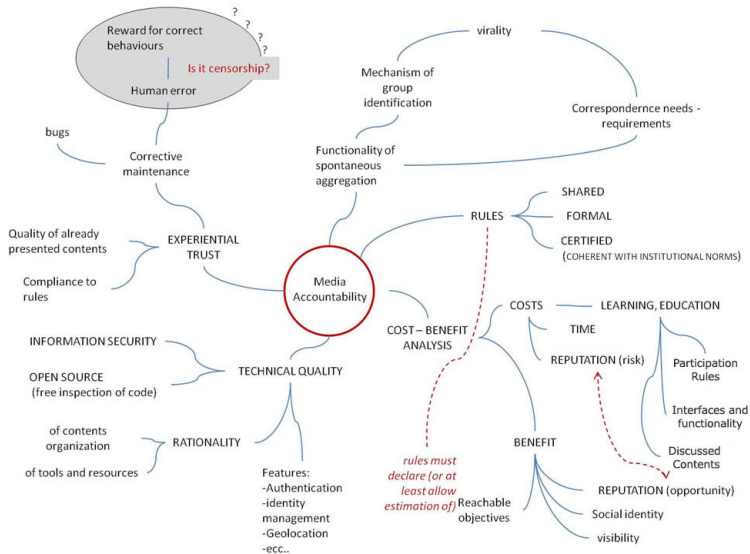 ?
?
?
?
Reward for correct
behaviours
Is it censorship?
Human error
bugs
Corrective
maintenance
virality
Mechanism of
group
identification
Correspondernce needs -
requirements
Functionality of
spontaneous
aggregation
Quality of already
presented contents
EXPERIENTIAL
TRUST
Compliance to
rules
Media
Accountability
RULES
SHARED
FORMAL
CERTIFIED
(COHERENT WITH INSTITUTIONAL NORMS)
COST – BENEFIT
ANALYSIS
COSTS
LEARNING, EDUCATION
TIME
REPUTATION (risk)
Participation
Rules
Interfaces and
functionality
Discussed
Contents
INFORMATION SECURITY
OPEN SOURCE
(free inspection of code)
TECHNICAL QUALITY
of contents
organization
RATIONALITY
of tools and resources
Features:
-Authentication
-identity
management
-Geolocation
-ecc..
rules must
declare (or at
least allow
estimation of)
BENEFIT
Reachable
objectives
REPUTATION (opportunity)
Social identity
visibility